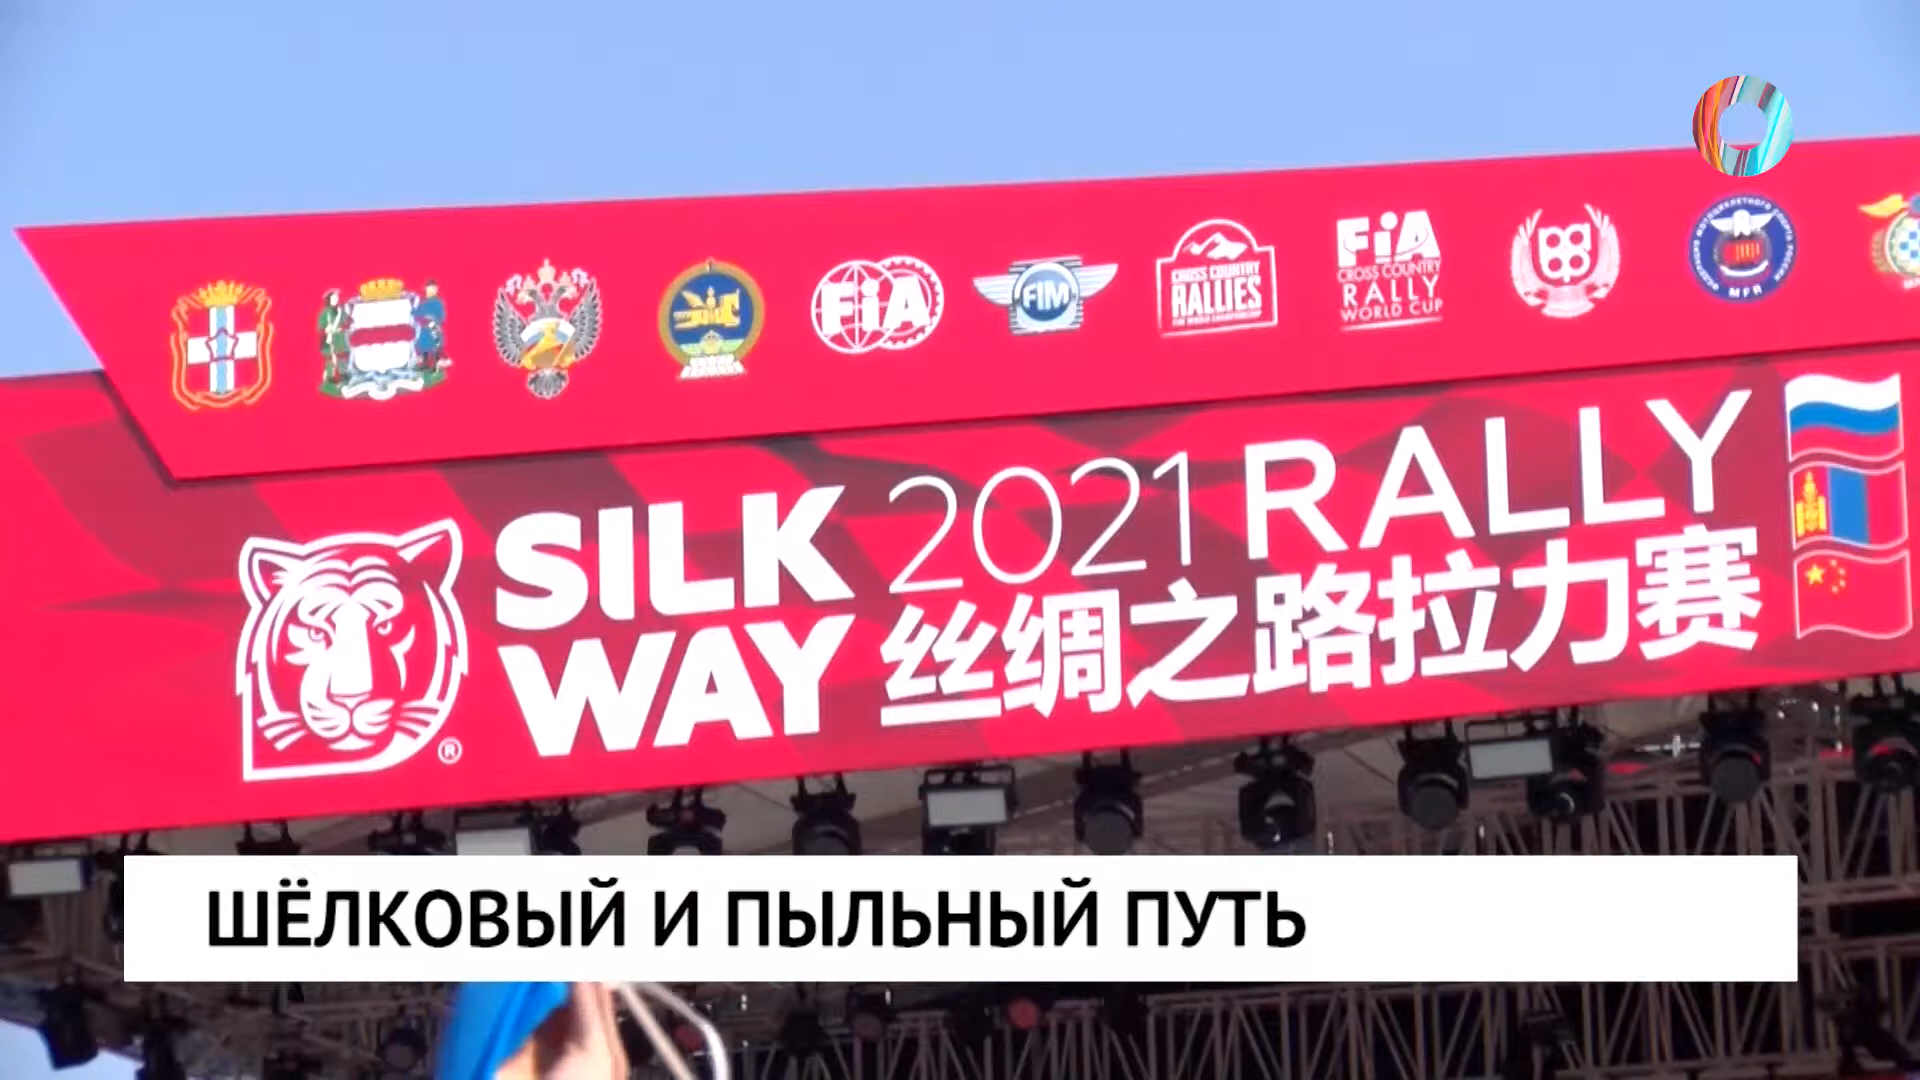 FiA
FIM
CROSS COUNTRY
RALLIES
FiA
CROSS COUNTRY
RALLY
WORLD CUP
MFR
SILK WAY 2021 RALLY
丝绸之路拉力赛
®
ШЁЛКОВЫЙ И ПЫЛЬНЫЙ ПУТЬ